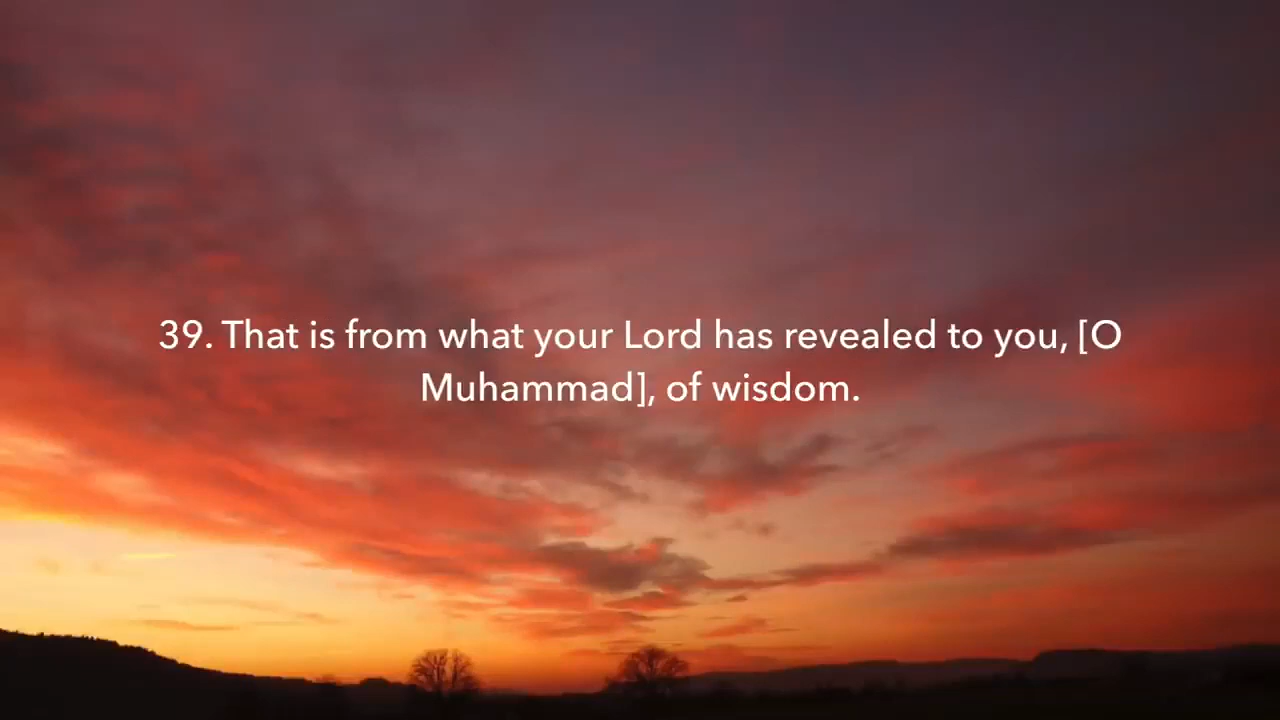 39. That is from what your Lord has revealed to you, [O
Muhammad], of wisdom.